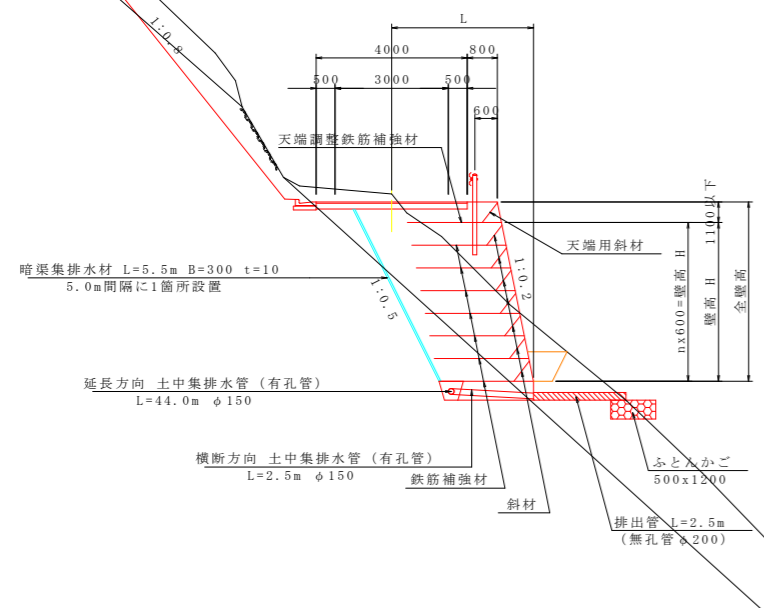 1:0.8
L
4000
800
500
3000
500
600
天端調整鉄筋補強材
1100以下
天端用斜材
暗渠集排水材 L=5.5m B=300 t=10
5.0m間隔に1箇所設置
1:0.5
1:0.2
nx600=壁高 H
壁高 H
全壁高
延長方向 土中集排水管 (有孔管)
L=44.0m φ150
横断方向 土中集排水管 (有孔管)
L=2.5m φ150
鉄筋補強材
斜材
ふとんかご
500x1200
排出管 L=2.5m
(無孔管φ200)